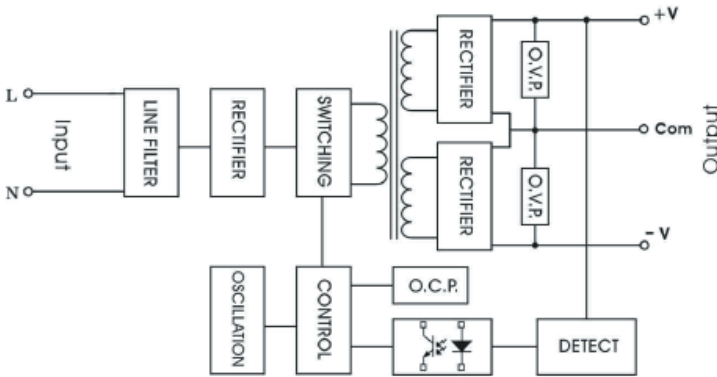 L
N
Input
LINE FILTER
RECTIFIER
SWITCHING
RECTIFIER
RECTIFIER
O.V.P.
O.V.P.
+V
Com
− V
Output
OSCILLATION
CONTROL
O.C.P.
DETECT